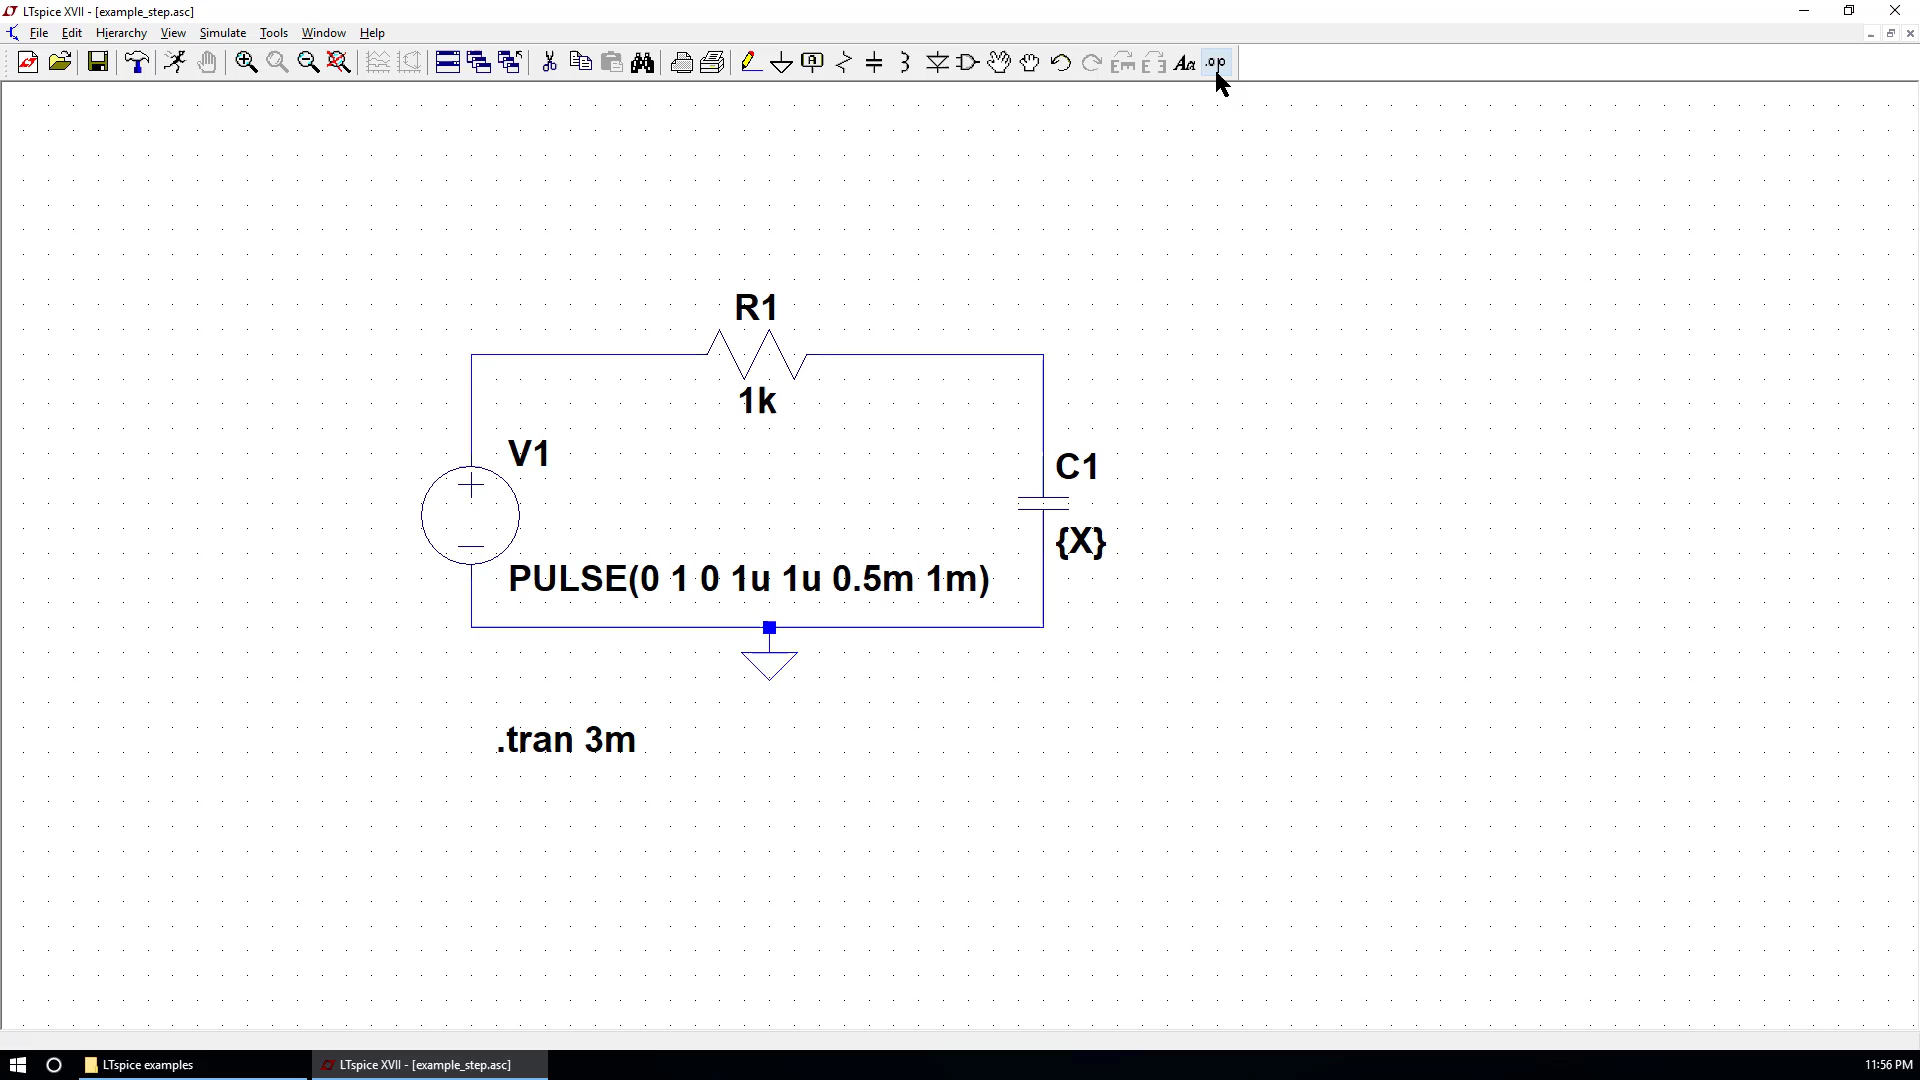 LTspice XVII - [example_step.asc]
File Edit Hierarchy View Simulate Tools Window Help
Aa .op
R1
1k
V1
C1
{X}
PULSE(0 1 0 1u 1u 0.5m 1m)
.tran 3m
LTspice examples LTspice XVII - [example_step.asc] 11:56 PM